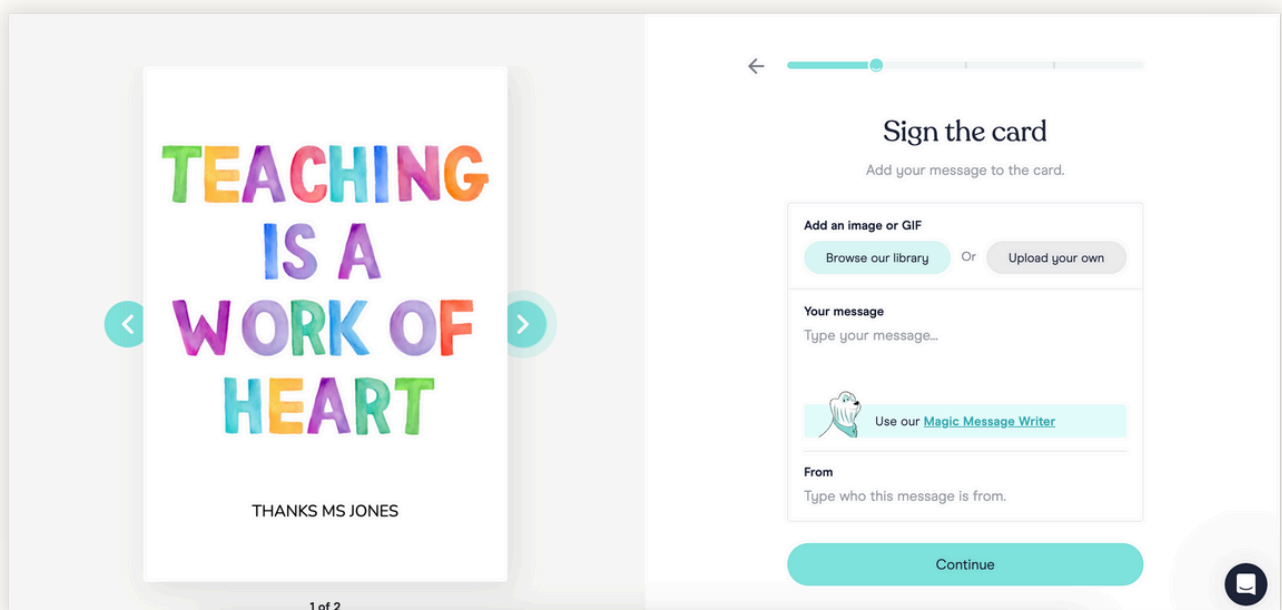 TEACHING
IS A
WORK OF
HEART
THANKS MS JONES
1 of 2
Sign the card
Add your message to the card.
Add an image or GIF
Browse our library
Or
Upload your own
Your message
Type your message...
Use our Magic Message Writer
From
Type who this message is from.
Continue